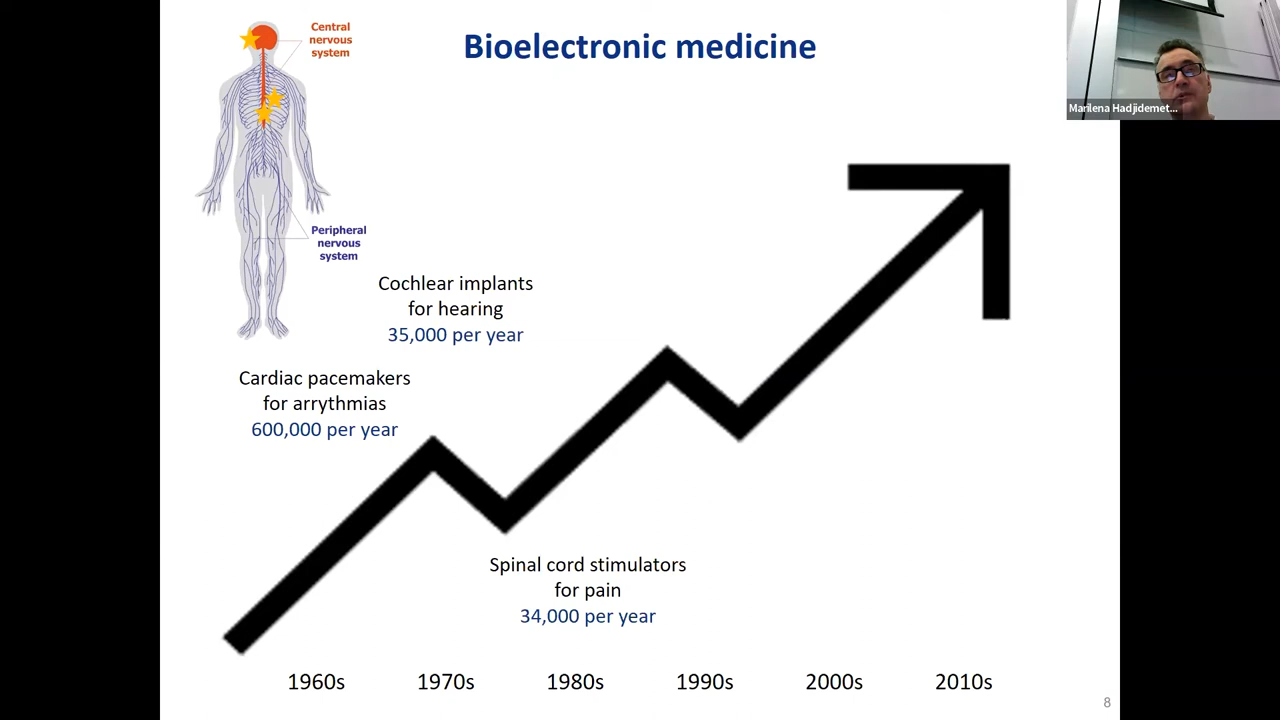 Bioelectronic medicine
Central
nervous
system
Peripheral
nervous
system
Marilena Hadjidemet...
Cochlear implants
for hearing
35,000 per year
Cardiac pacemakers
for arrythmias
600,000 per year
Spinal cord stimulators
for pain
34,000 per year
1960s 1970s 1980s 1990s 2000s 2010s
8